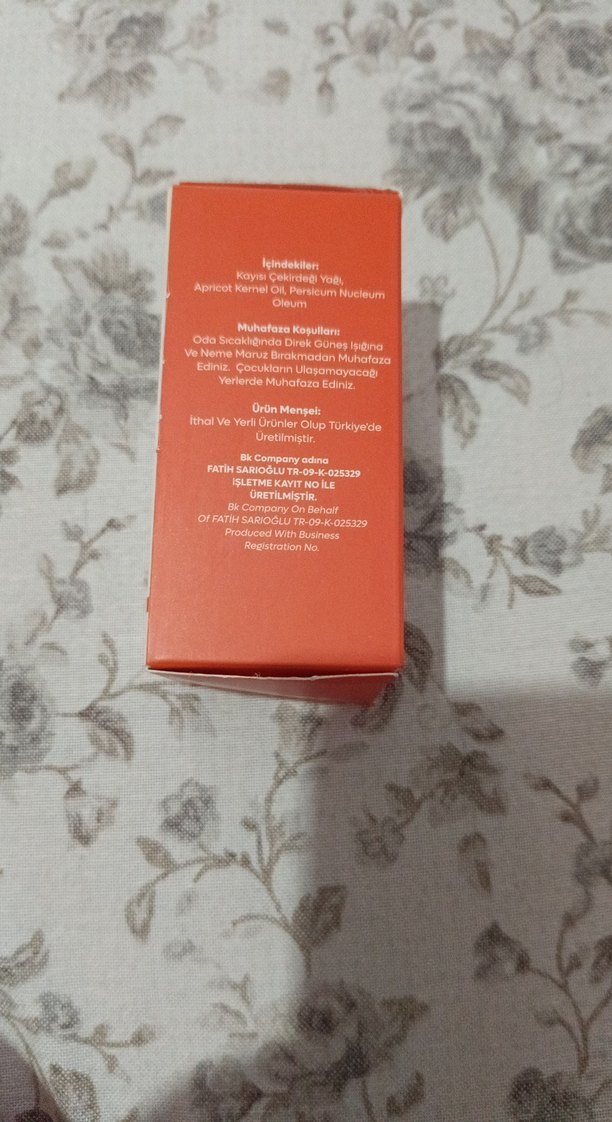 İçindekiler:
Kayısı Çekirdeği Yağı,
Apricot Kernel Oil, Persicum Nucleum
Oleum
Muhafaza Koşulları:
Oda Sıcaklığında Direk Güneş Işığına
Ve Neme Maruz Bırakmadan Muhafaza
Ediniz. Çocukların Ulaşamayacağı
Yerlerde Muhafaza Ediniz.
Ürün Menşei:
İthal Ve Yerli Ürünler Olup Türkiye'de
Üretilmiştir.
Bk Company adına
FATİH SARIOĞLU TR-09-K-025329
İŞLETME KAYIT NO İLE
ÜRETİLMİŞTİR.
Bk Company On Behalf
Of FATİH SARIOĞLU TR-09-K-025329
Produced With Business
Registration No.